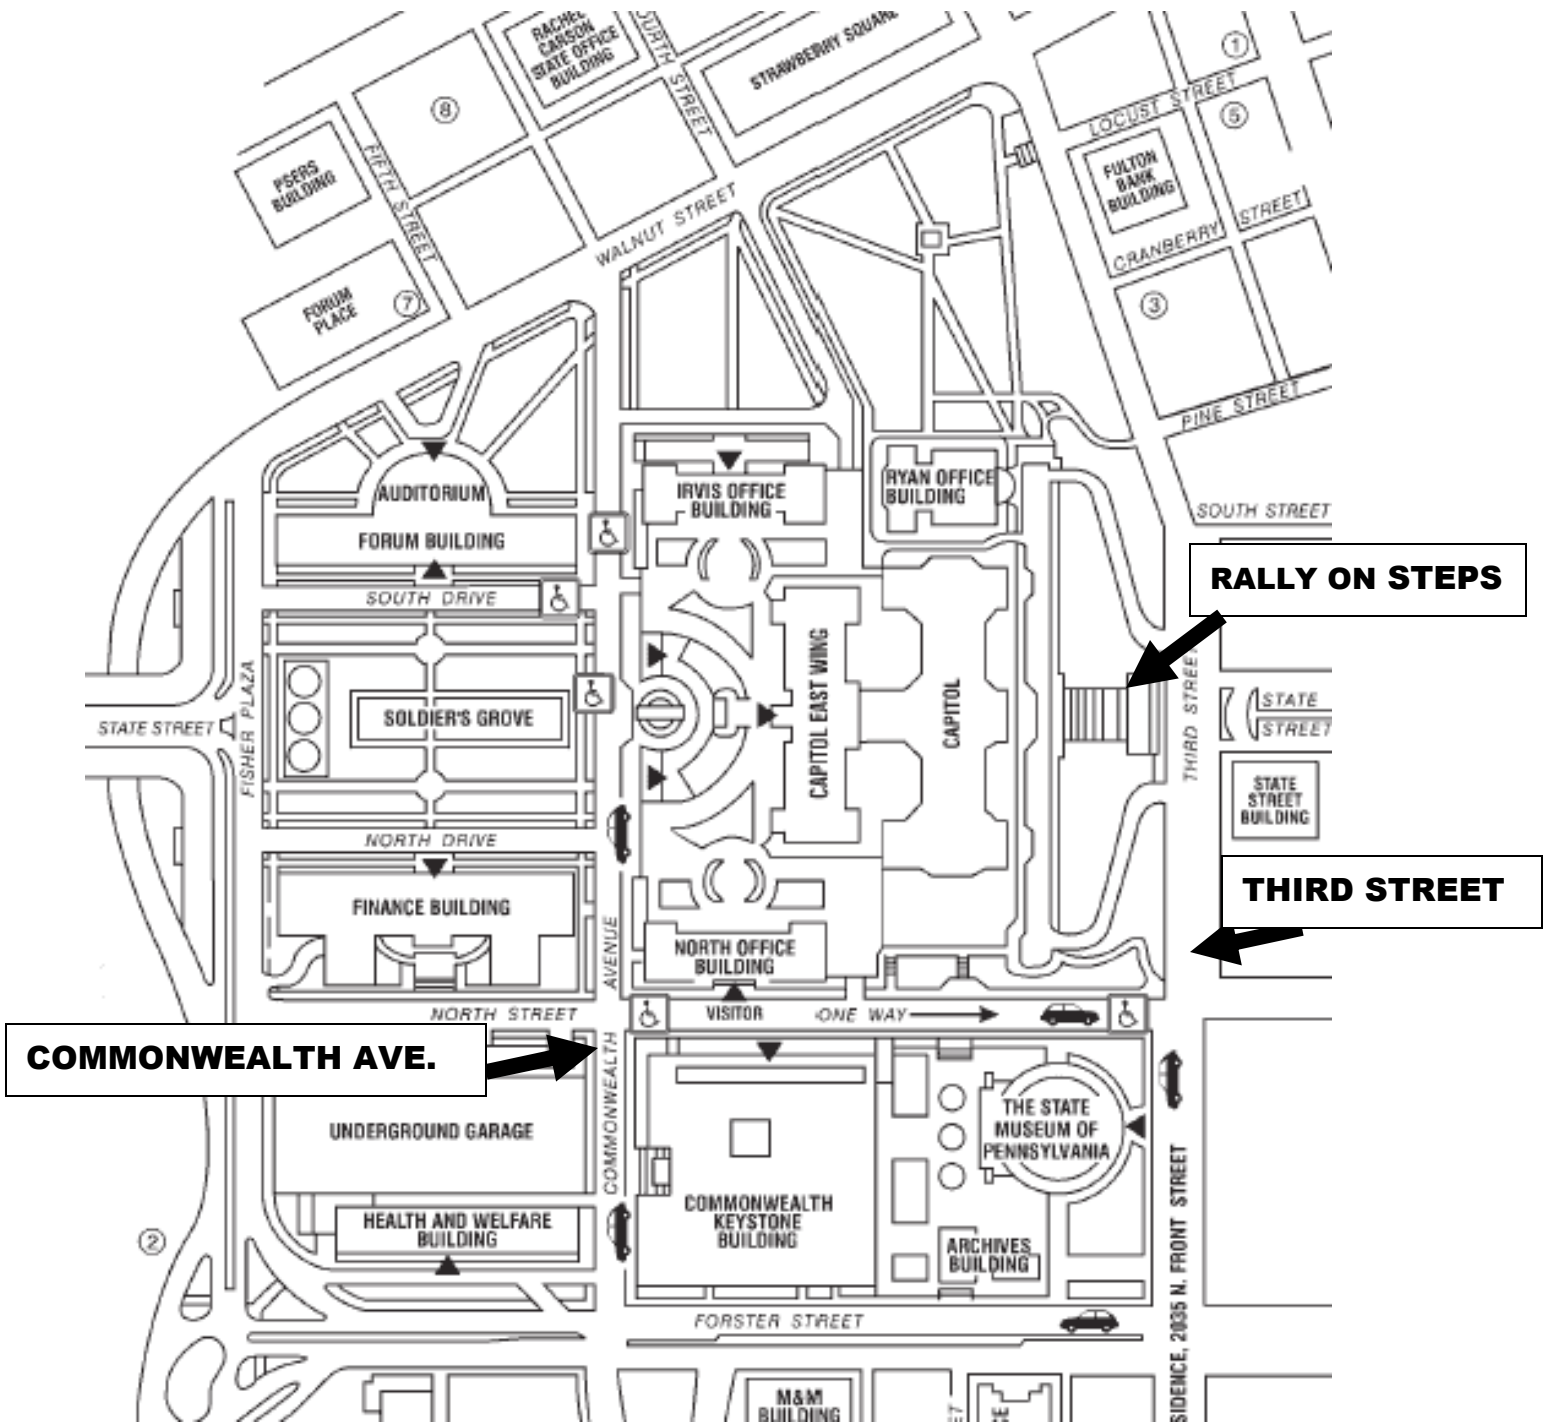 RACHEL
CARSON
STATE OFFICE
BUILDING
FOURTH STREET
STRAWBERRY SQUARE
1
8
LOCUST STREET
5
PSERS
BUILDING
FIFTH STREET
FULTON
BANK
BUILDING
WALNUT STREET
CRANBERRY STREET
FORUM
PLACE
7
3
PINE STREET
AUDITORIUM
IRVIS OFFICE
BUILDING
RYAN OFFICE
BUILDING
SOUTH STREET
FORUM BUILDING
RALLY ON STEPS
SOUTH DRIVE
FISHER PLAZA
STATE STREET
SOLDIER'S GROVE
CAPITOL EAST WING
CAPITOL
THIRD STREET
STATE
STREET
STATE
STREET
BUILDING
NORTH DRIVE
THIRD STREET
FINANCE BUILDING
COMMONWEALTH AVENUE
NORTH OFFICE
BUILDING
NORTH STREET
VISITOR
ONE WAY
COMMONWEALTH AVE.
UNDERGROUND GARAGE
THE STATE
MUSEUM OF
PENNSYLVANIA
COMMONWEALTH
KEYSTONE
BUILDING
HEALTH AND WELFARE
BUILDING
2
ARCHIVES
BUILDING
SIDENCE, 2035 N. FRONT STREET
FORSTER STREET
M&M
BUILDING